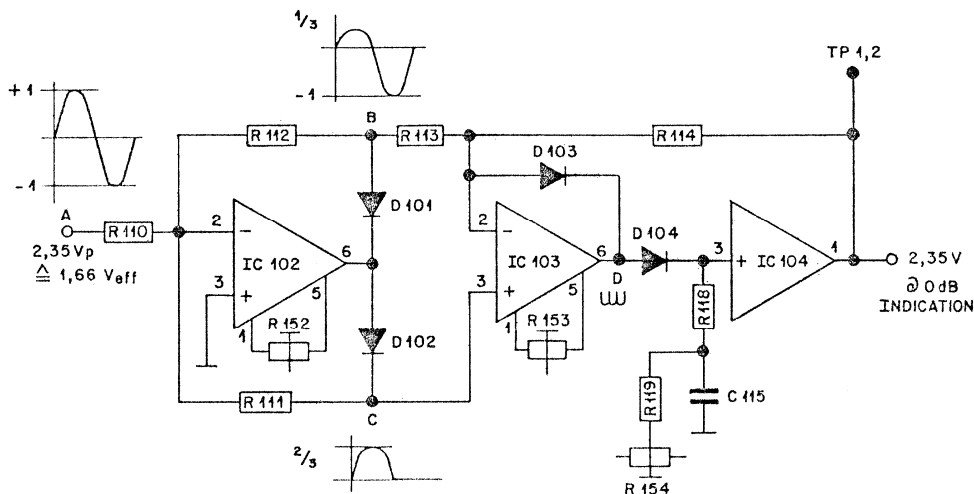 1/3
+1
-1
-1
TP 1,2
R 112
B
R 113
R 114
D 103
A
R 110
D 101
2
-
IC 102
6
3
+
5
1
2,35 Vp
≙ 1,66 Veff
R 152
D 102
2
-
IC 103
6
D
3
+
5
1
R 153
D 104
3
+
IC 104
1
2,35 V
@ 0 dB
INDICATION
R 118
R 111
C
2/3
R 119
C 115
R 154